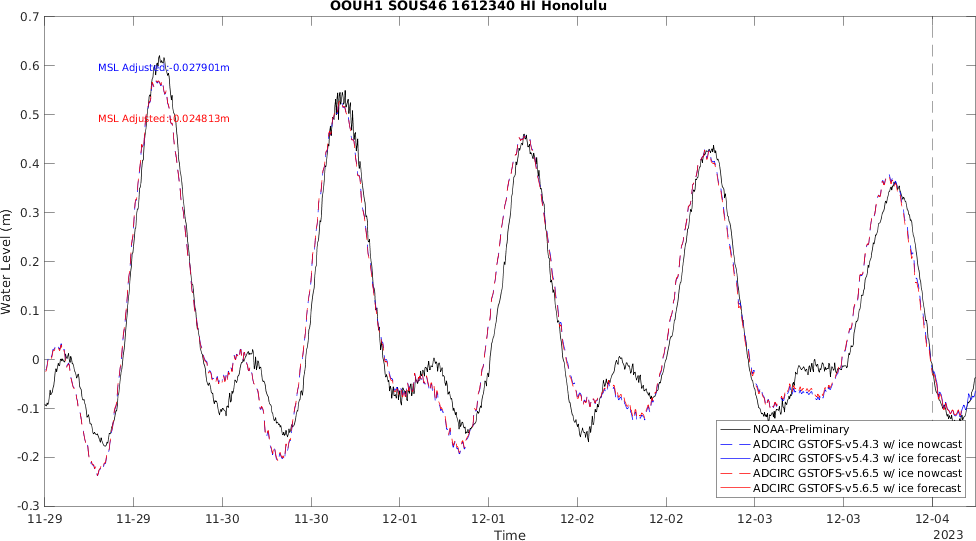 OOUH1 SOUS46 1612340 HI Honolulu
0.7
0.6
0.5
0.4
0.3
0.2
0.1
0
-0.1
-0.2
-0.3
Water Level (m)
MSL Adjusted:-0.027901m
MSL Adjusted:-0.024813m
NOAA-Preliminary
ADCIRC GSTOFS-v5.4.3 w/ ice nowcast
ADCIRC GSTOFS-v5.4.3 w/ ice forecast
ADCIRC GSTOFS-v5.6.5 w/ ice nowcast
ADCIRC GSTOFS-v5.6.5 w/ ice forecast
11-29 11-29 11-30 11-30 12-01 12-01 12-02 12-02 12-03 12-03 12-04
Time 2023